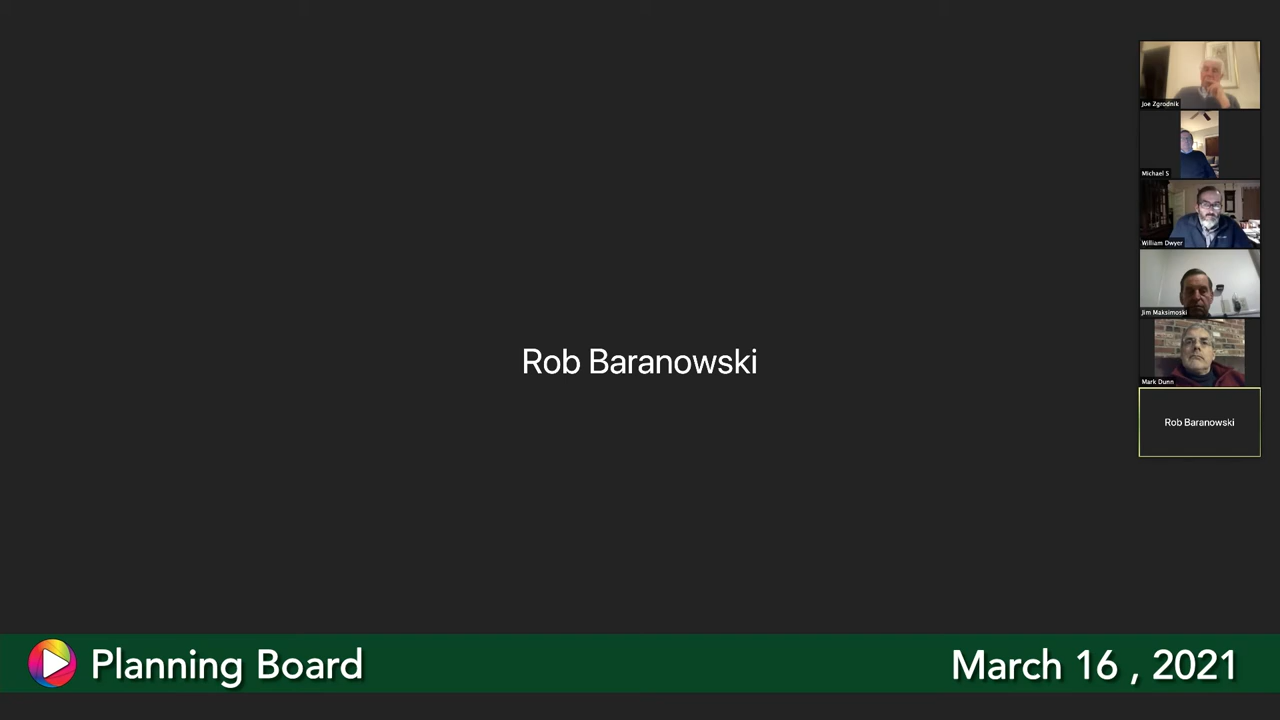 Joe Zgrodnik
Michael S
William Dwyer
Jim Maksimoski
Mark Dunn
Rob Baranowski
Rob Baranowski
Planning Board
March 16 , 2021